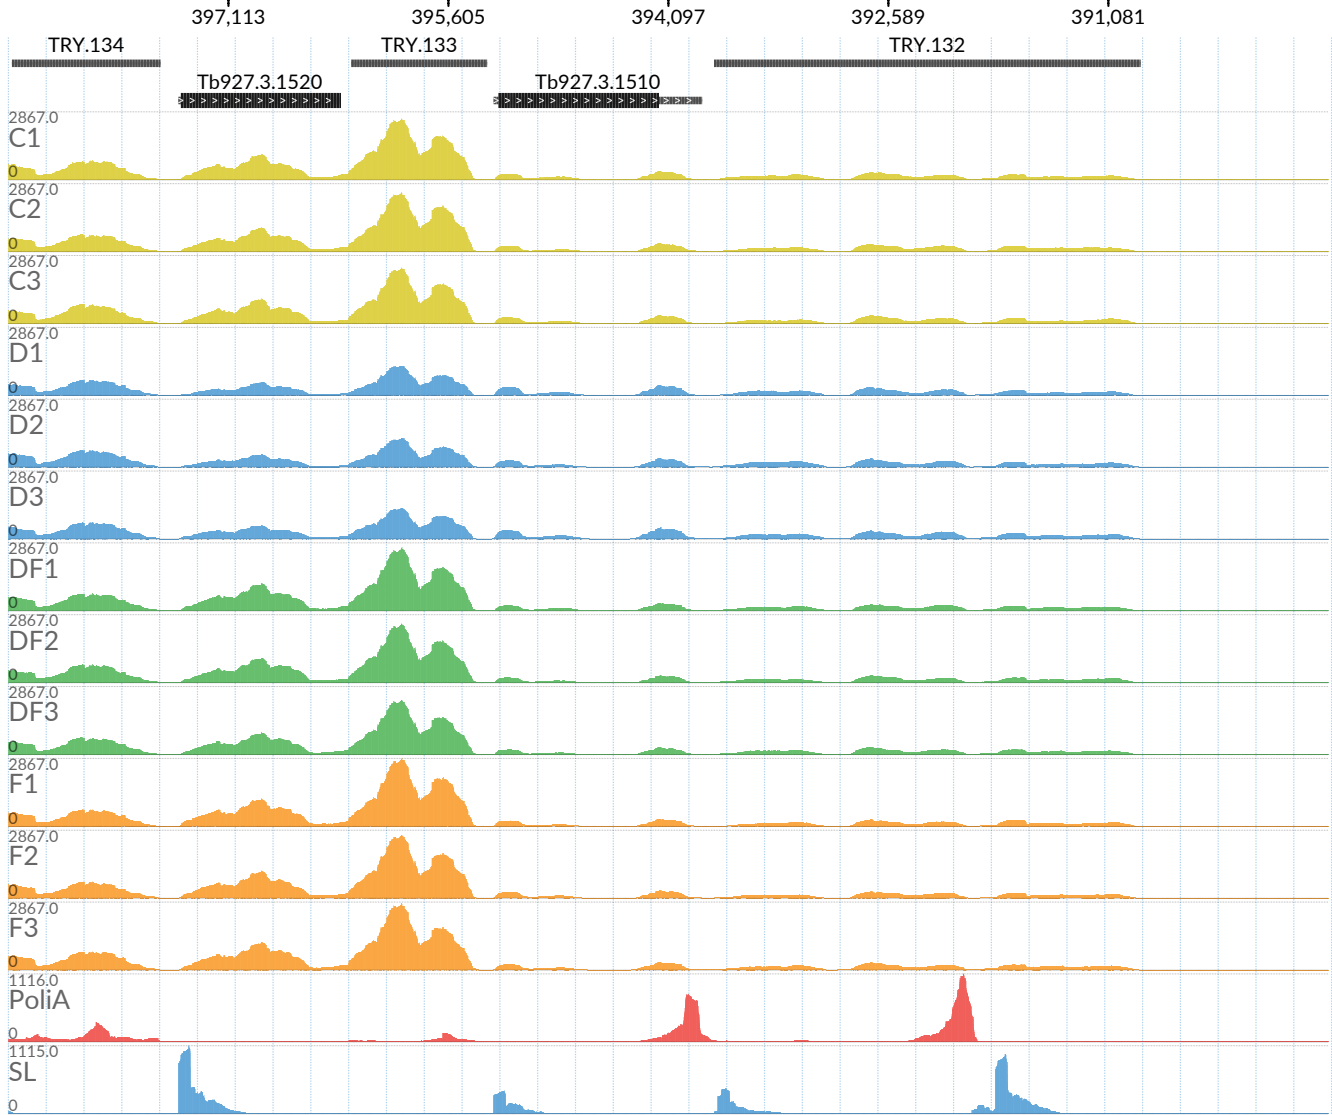 397,113 395,605 394,097 392,589 391,081
TRY.134 TRY.133 TRY.132
Tb927.3.1520 Tb927.3.1510
2867.0
C1
0
2867.0
C2
0
2867.0
C3
0
2867.0
D1
0
2867.0
D2
0
2867.0
D3
0
2867.0
DF1
0
2867.0
DF2
0
2867.0
DF3
0
2867.0
F1
0
2867.0
F2
0
2867.0
F3
0
1116.0
PoliA
0
1115.0
SL
0